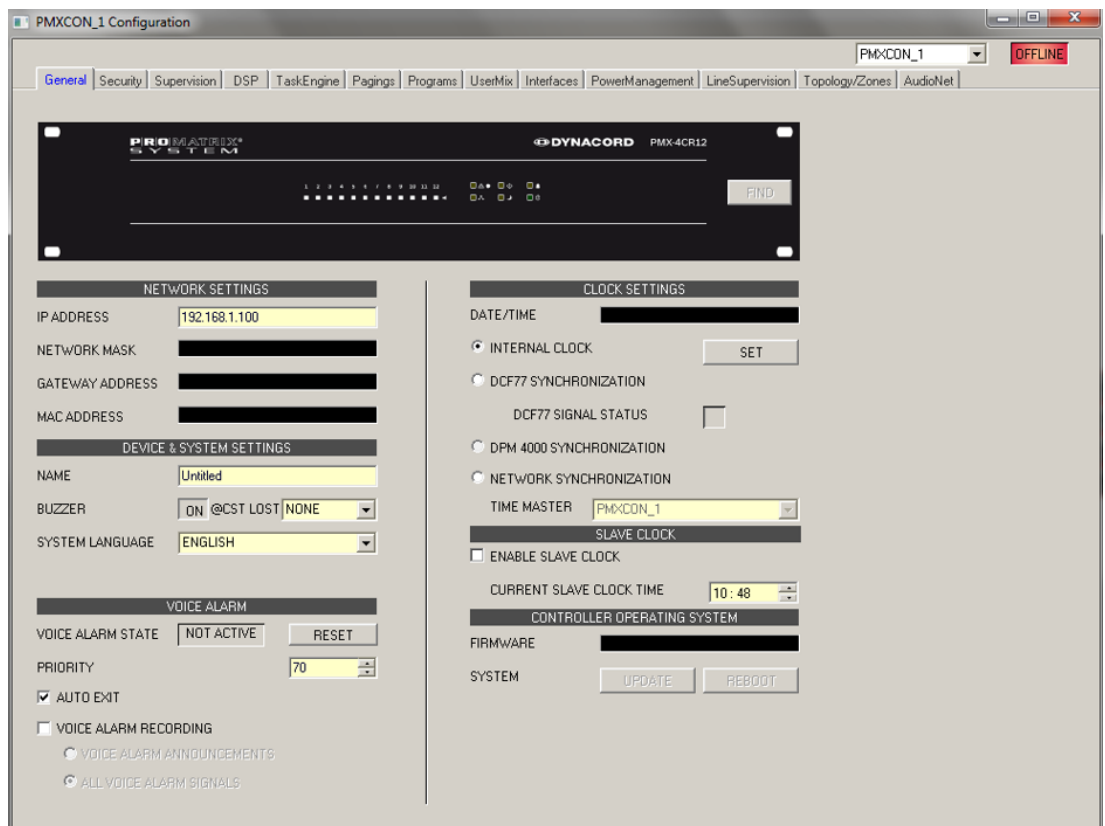 PMXCON_1 Configuration
PMXCON_1
OFFLINE
General Security Supervision DSP TaskEngine Pagings Programs UserMix Interfaces PowerManagement LineSupervision Topology/Zones AudioNet
PROMATRIX
SYSTEM
DYNACORD PMX-4CR12
1 2 3 4 5 6 7 8 9 10 11 12
FIND
NETWORK SETTINGS
IP ADDRESS 192.168.1.100
NETWORK MASK
GATEWAY ADDRESS
MAC ADDRESS
DEVICE & SYSTEM SETTINGS
NAME Untitled
BUZZER ON @CST LOST NONE
SYSTEM LANGUAGE ENGLISH
VOICE ALARM
VOICE ALARM STATE NOT ACTIVE RESET
PRIORITY 70
AUTO EXIT
VOICE ALARM RECORDING
VOICE ALARM ANNOUNCEMENTS
ALL VOICE ALARM SIGNALS
CLOCK SETTINGS
DATE/TIME
INTERNAL CLOCK SET
DCF77 SYNCHRONIZATION
DCF77 SIGNAL STATUS
DPM 4000 SYNCHRONIZATION
NETWORK SYNCHRONIZATION
TIME MASTER PMXCON_1
SLAVE CLOCK
ENABLE SLAVE CLOCK
CURRENT SLAVE CLOCK TIME 10 : 48
CONTROLLER OPERATING SYSTEM
FIRMWARE
SYSTEM UPDATE REBOOT